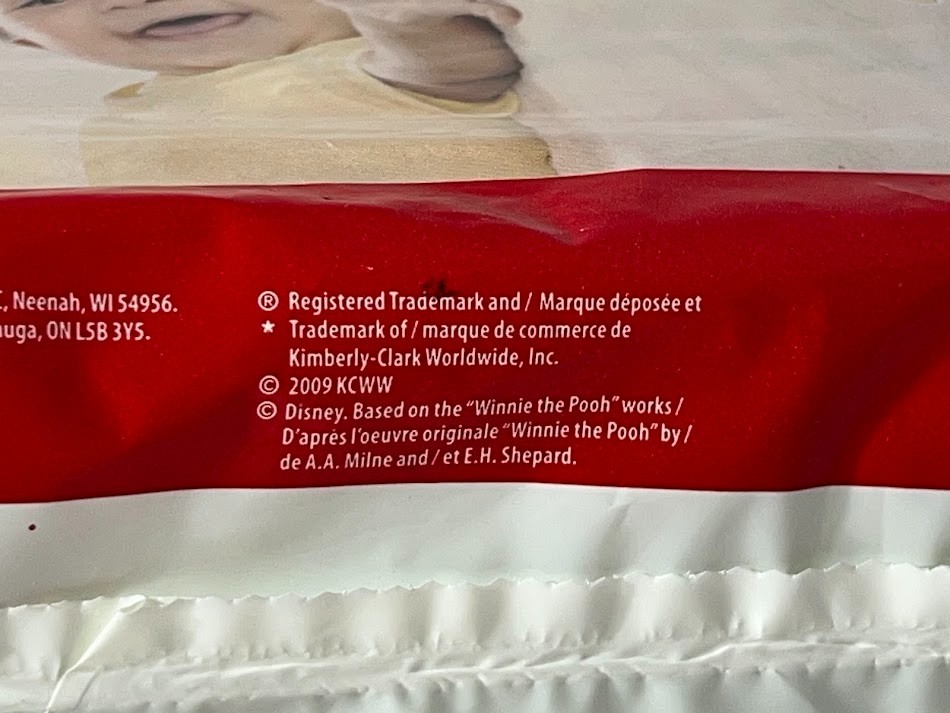 Neenah, WI 54956.
ON L5B 3Y5.
® Registered Trademark and / Marque déposée et
* Trademark of / marque de commerce de
Kimberly-Clark Worldwide, Inc.
© 2009 KCWW
© Disney. Based on the “Winnie the Pooh” works /
D'après l'oeuvre originale “Winnie the Pooh” by /
de A.A. Milne and / et E.H. Shepard.